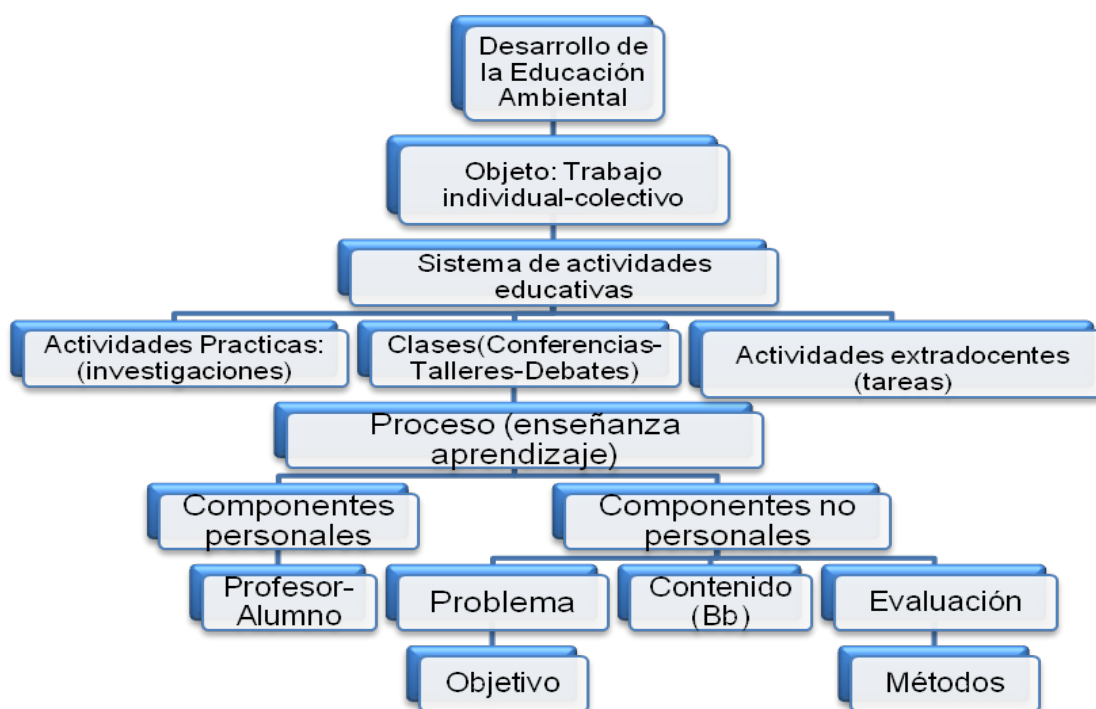 Desarrollo de
la Educación
Ambiental
Objeto: Trabajo
individual-colectivo
Sistema de actividades
educativas
Actividades Practicas:
(investigaciones)
Clases(Conferencias-
Talleres-Debates)
Actividades extradocentes
(tareas)
Proceso (enseñanza
aprendizaje)
Componentes
personales
Componentes no
personales
Profesor-
Alumno
Problema
Contenido
(Bb)
Evaluación
Objetivo
Métodos